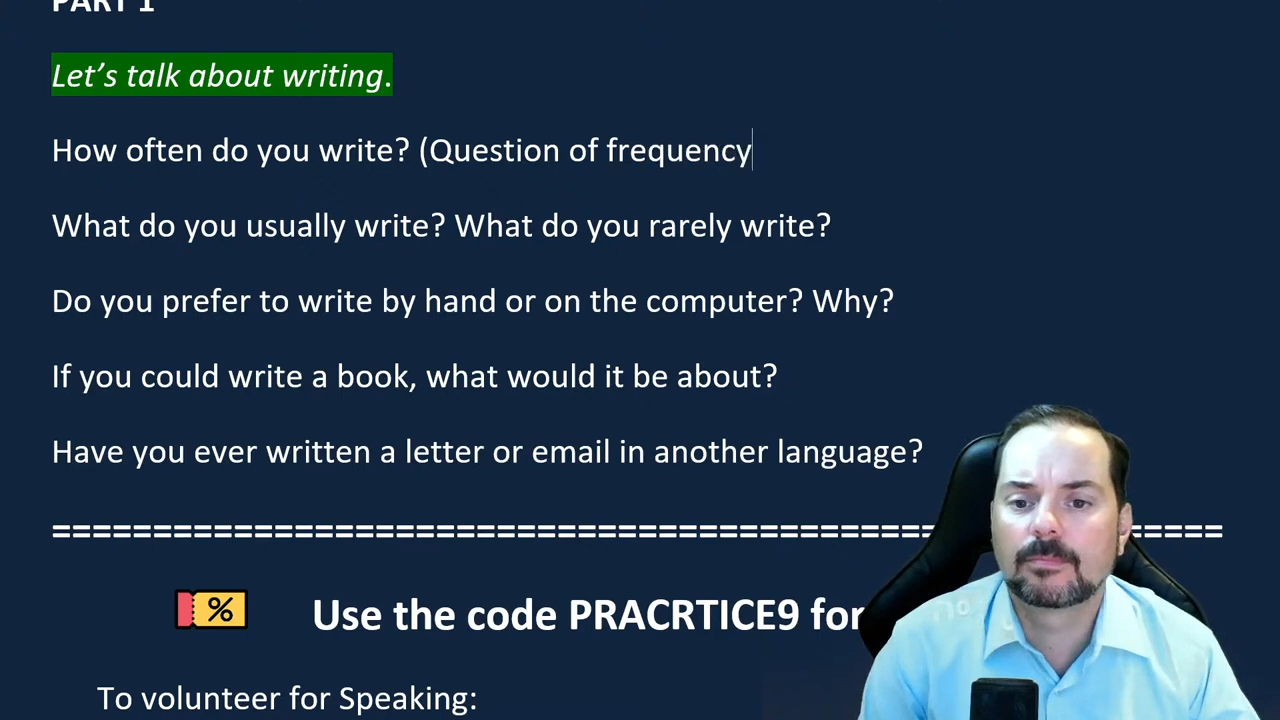 PART 1
Let's talk about writing.
How often do you write? (Question of frequency
What do you usually write? What do you rarely write?
Do you prefer to write by hand or on the computer? Why?
If you could write a book, what would it be about?
Have you ever written a letter or email in another language?
%
Use the code PRACRTICE9 for
To volunteer for Speaking: